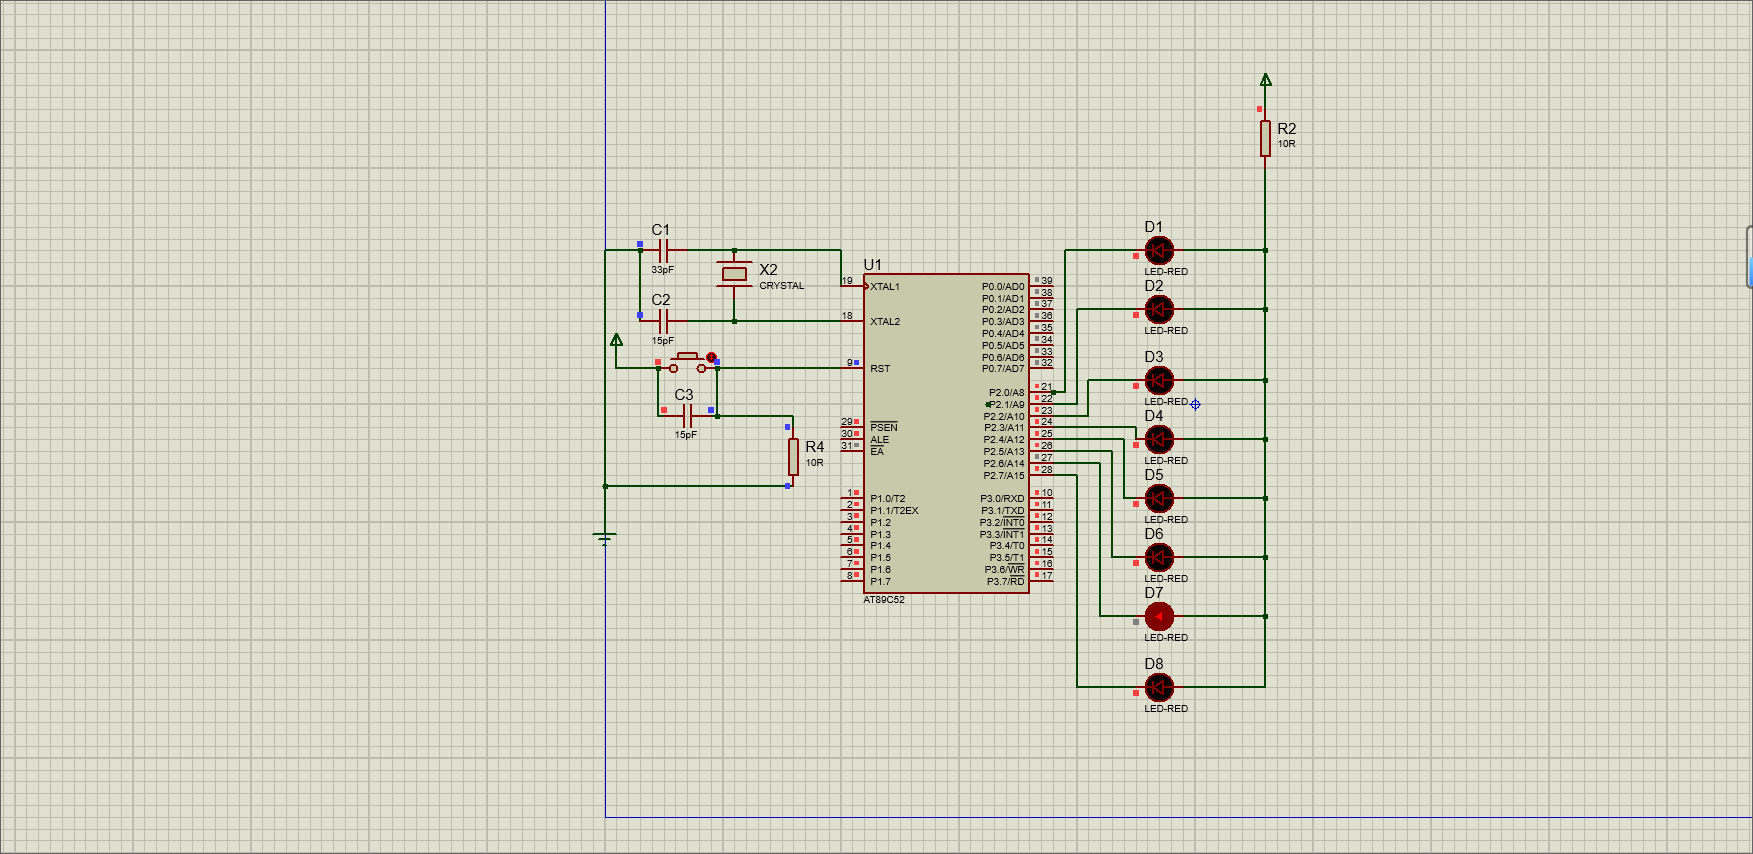 R2
10R
C1
33pF
X2
CRYSTAL
C2
15pF
C3
15pF
R4
10R
U1
19 XTAL1
18 XTAL2
9 RST
29 PSEN
30 ALE
31 EA
1 P1.0/T2
2 P1.1/T2EX
3 P1.2
4 P1.3
5 P1.4
6 P1.5
7 P1.6
8 P1.7
P0.0/AD0 39
P0.1/AD1 38
P0.2/AD2 37
P0.3/AD3 36
P0.4/AD4 35
P0.5/AD5 34
P0.6/AD6 33
P0.7/AD7 32
P2.0/A8 21
P2.1/A9 22
P2.2/A10 23
P2.3/A11 24
P2.4/A12 25
P2.5/A13 26
P2.6/A14 27
P2.7/A15 28
P3.0/RXD 10
P3.1/TXD 11
P3.2/INT0 12
P3.3/INT1 13
P3.4/T0 14
P3.5/T1 15
P3.6/WR 16
P3.7/RD 17
AT89C52
D1
LED-RED
D2
LED-RED
D3
LED-RED
D4
LED-RED
D5
LED-RED
D6
LED-RED
D7
LED-RED
D8
LED-RED